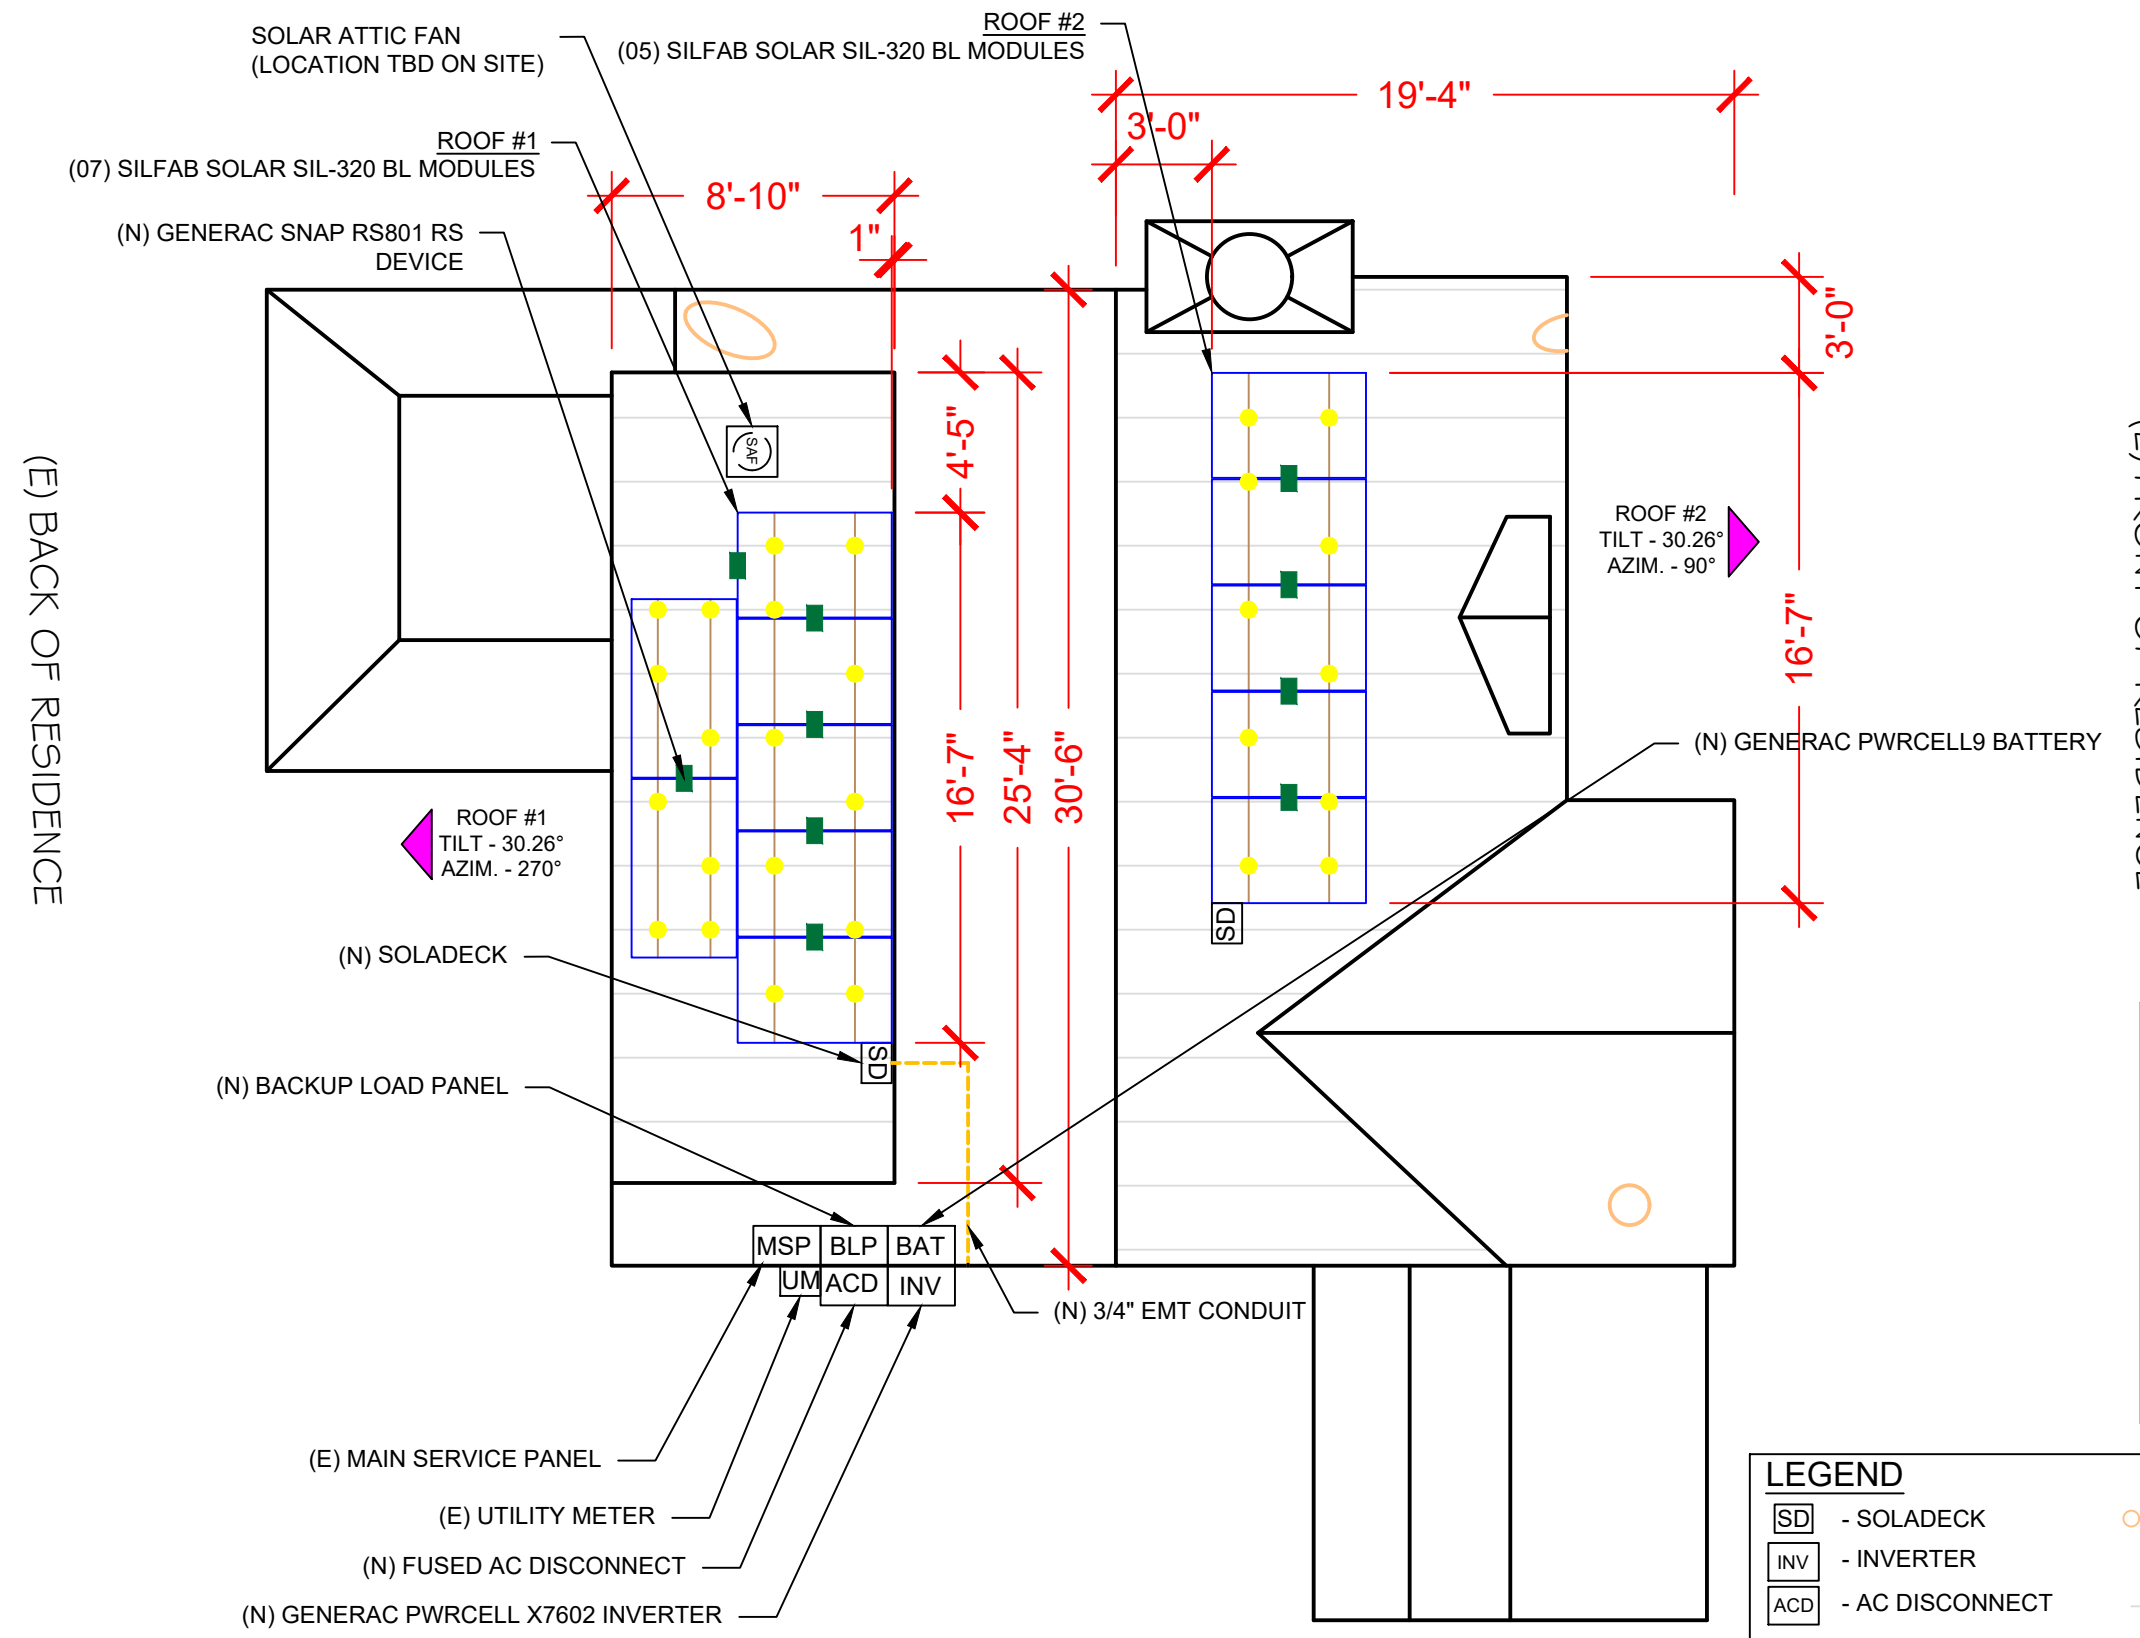 SOLAR ATTIC FAN
(LOCATION TBD ON SITE)
ROOF #2
(05) SILFAB SOLAR SIL-320 BL MODULES
ROOF #1
(07) SILFAB SOLAR SIL-320 BL MODULES
(N) GENERAC SNAP RS801 RS
DEVICE
19'-4"
3'-0"
8'-10"
1"
3'-0"
SAF
4'-5"
16'-7"
25'-4"
30'-6"
16'-7"
(E) BACK OF RESIDENCE
ROOF #2
TILT - 30.26°
AZIM. - 90°
(N) GENERAC PWRCELL9 BATTERY
ROOF #1
TILT - 30.26°
AZIM. - 270°
SD
(N) SOLADECK
SD
(N) BACKUP LOAD PANEL
MSP
BLP
BAT
UM
ACD
INV
(N) 3/4" EMT CONDUIT
(E) MAIN SERVICE PANEL
(E) UTILITY METER
(N) FUSED AC DISCONNECT
(N) GENERAC PWRCELL X7602 INVERTER
LEGEND
SD - SOLADECK
INV - INVERTER
ACD - AC DISCONNECT